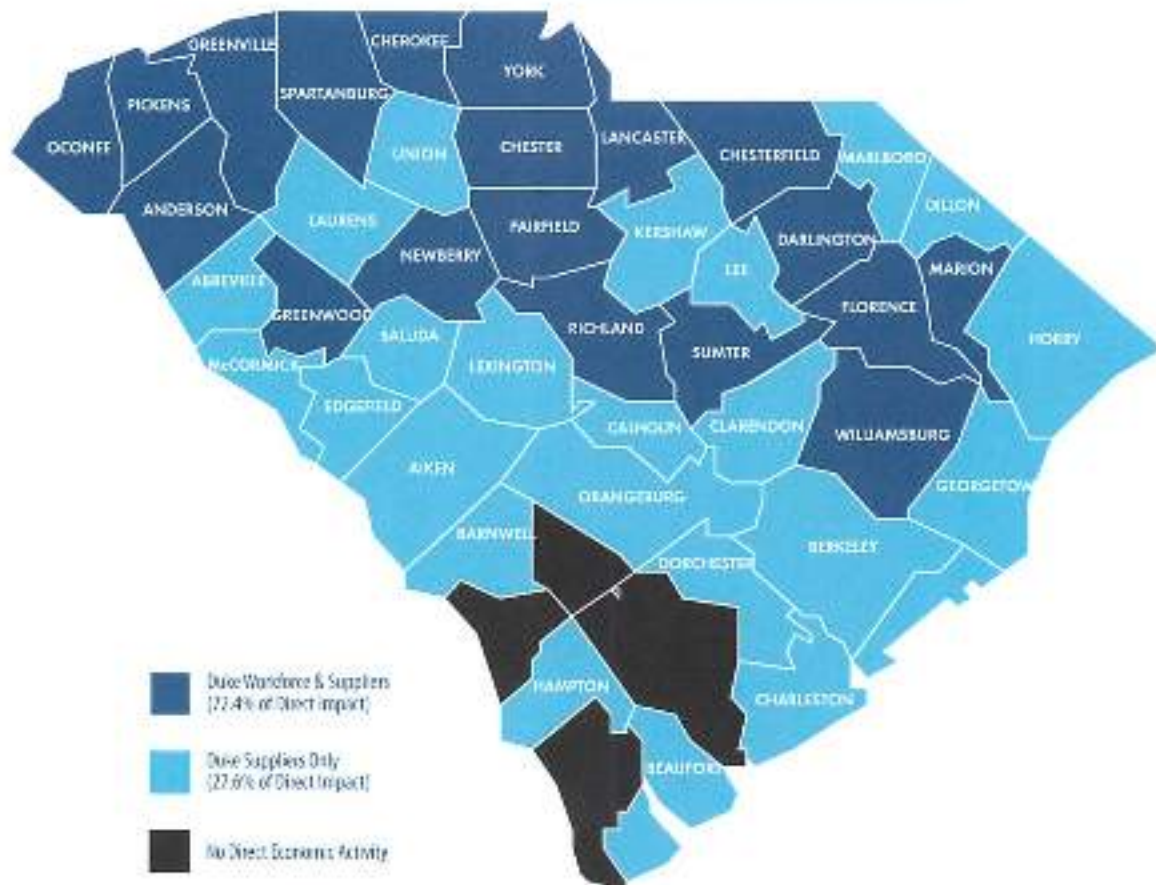 GREENVILLE
CHEROKEE
YORK
PICKENS
SPARTANBURG
OCONEE
UNION
CHESTER
LANCASTER
CHESTERFIELD
MARLBORO
ANDERSON
LAURENS
FAIRFIELD
KERSHAW
DARLINGTON
DILLON
NEWBERRY
LEE
MARION
ABBEVILLE
GREENWOOD
SALUDA
RICHLAND
SUMTER
FLORENCE
HORRY
McCORMICK
LEXINGTON
EDGEFIELD
CALHOUN
CLARENDON
WILLIAMSBURG
AIKEN
ORANGEBURG
GEORGETOW
BARNWELL
DORCHESTER
BERKELEY
HAMPTON
CHARLESTON
BEAUFORT
Duke Workforce & Suppliers
(72.4% of Direct Impact)
Duke Suppliers Only
(27.6% of Direct Impact)
No Direct Economic Activity